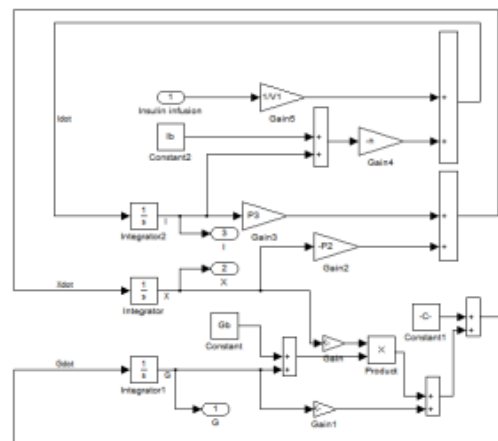 1
Insulin infusion
1/V1
Gain5
Idot
Ib
Constant2
-n
Gain4
1
s
Integrator2
I
P3
Gain3
3
I
-P2
Gain2
2
X
Xdot
1
s
Integrator
X
Gb
Constant
Gain
X
Product
-C-
Constant1
Gdot
1
s
Integrator1
G
Gain1
1
G